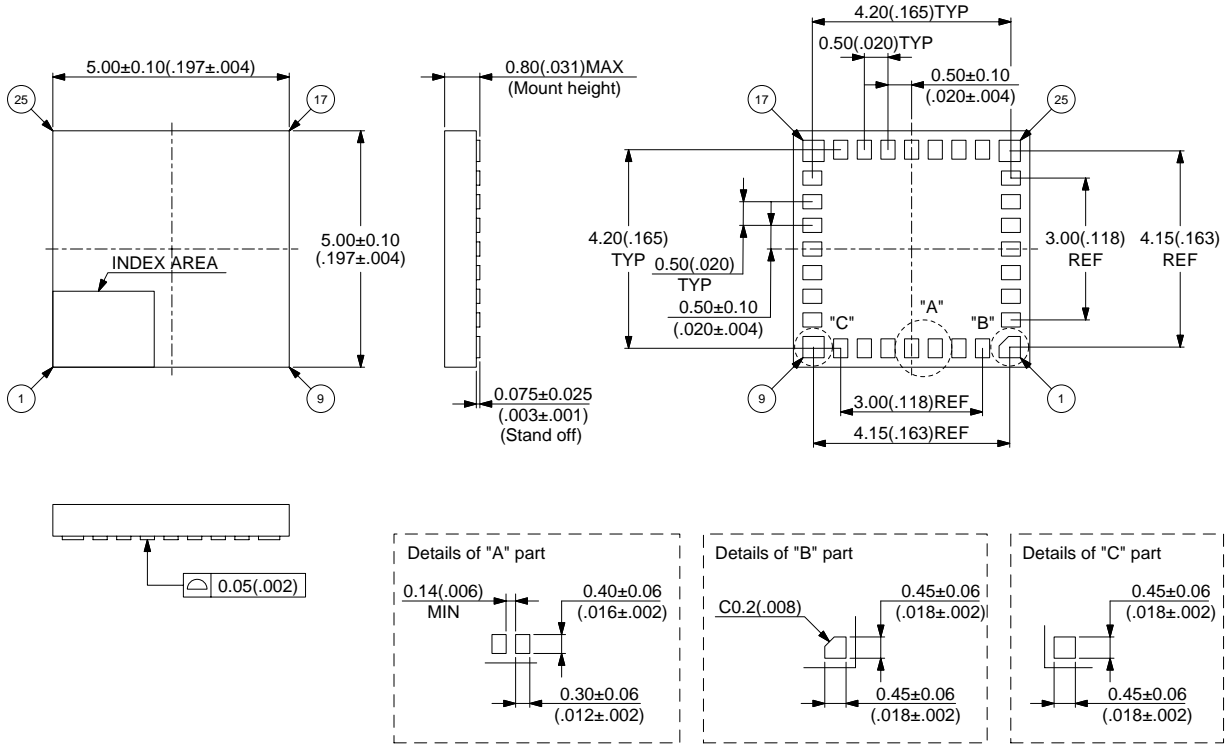 5.00±0.10(.197±.004)
25
17
5.00±0.10
(.197±.004)
INDEX AREA
1
9
0.80(.031)MAX
(Mount height)
0.075±0.025
(.003±.001)
(Stand off)
4.20(.165)TYP
0.50(.020)TYP
0.50±0.10
(.020±.004)
17
25
4.20(.165)
TYP
0.50(.020)
TYP
0.50±0.10
(.020±.004)
3.00(.118)
REF
4.15(.163)
REF
"C"
"A"
"B"
9
1
3.00(.118)REF
4.15(.163)REF
0.05(.002)
Details of "A" part
0.14(.006)
MIN
0.40±0.06
(.016±.002)
0.30±0.06
(.012±.002)
Details of "B" part
C0.2(.008)
0.45±0.06
(.018±.002)
0.45±0.06
(.018±.002)
Details of "C" part
0.45±0.06
(.018±.002)
0.45±0.06
(.018±.002)